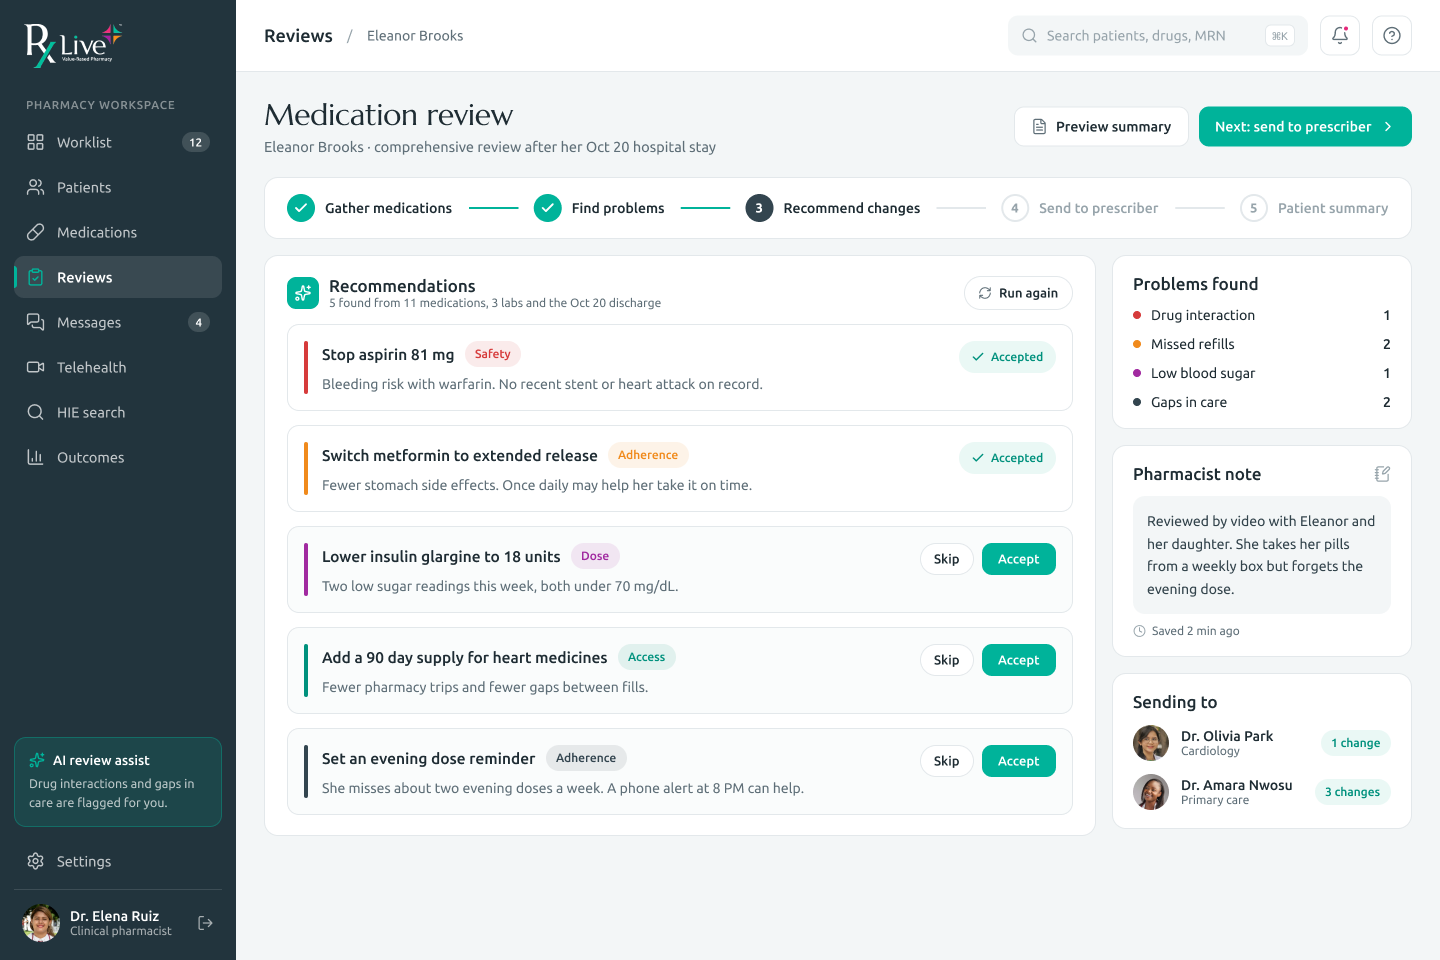 Rx Live
Value-Based Pharmacy
PHARMACY WORKSPACE
Worklist 12
Patients
Medications
Reviews
Messages 4
Telehealth
HIE search
Outcomes
AI review assist
Drug interactions and gaps in
care are flagged for you.
Settings
Dr. Elena Ruiz
Clinical pharmacist
Reviews / Eleanor Brooks
Search patients, drugs, MRN ⌘K
Medication review
Eleanor Brooks · comprehensive review after her Oct 20 hospital stay
Preview summary
Next: send to prescriber
Gather medications
Find problems
3 Recommend changes
4 Send to prescriber
5 Patient summary
Recommendations
5 found from 11 medications, 3 labs and the Oct 20 discharge
Run again
Stop aspirin 81 mg Safety
Bleeding risk with warfarin. No recent stent or heart attack on record.
Accepted
Switch metformin to extended release Adherence
Fewer stomach side effects. Once daily may help her take it on time.
Accepted
Lower insulin glargine to 18 units Dose
Two low sugar readings this week, both under 70 mg/dL.
Skip Accept
Add a 90 day supply for heart medicines Access
Fewer pharmacy trips and fewer gaps between fills.
Skip Accept
Set an evening dose reminder Adherence
She misses about two evening doses a week. A phone alert at 8 PM can help.
Skip Accept
Problems found
Drug interaction 1
Missed refills 2
Low blood sugar 1
Gaps in care 2
Pharmacist note
Reviewed by video with Eleanor and
her daughter. She takes her pills
from a weekly box but forgets the
evening dose.
Saved 2 min ago
Sending to
Dr. Olivia Park
Cardiology
1 change
Dr. Amara Nwosu
Primary care
3 changes